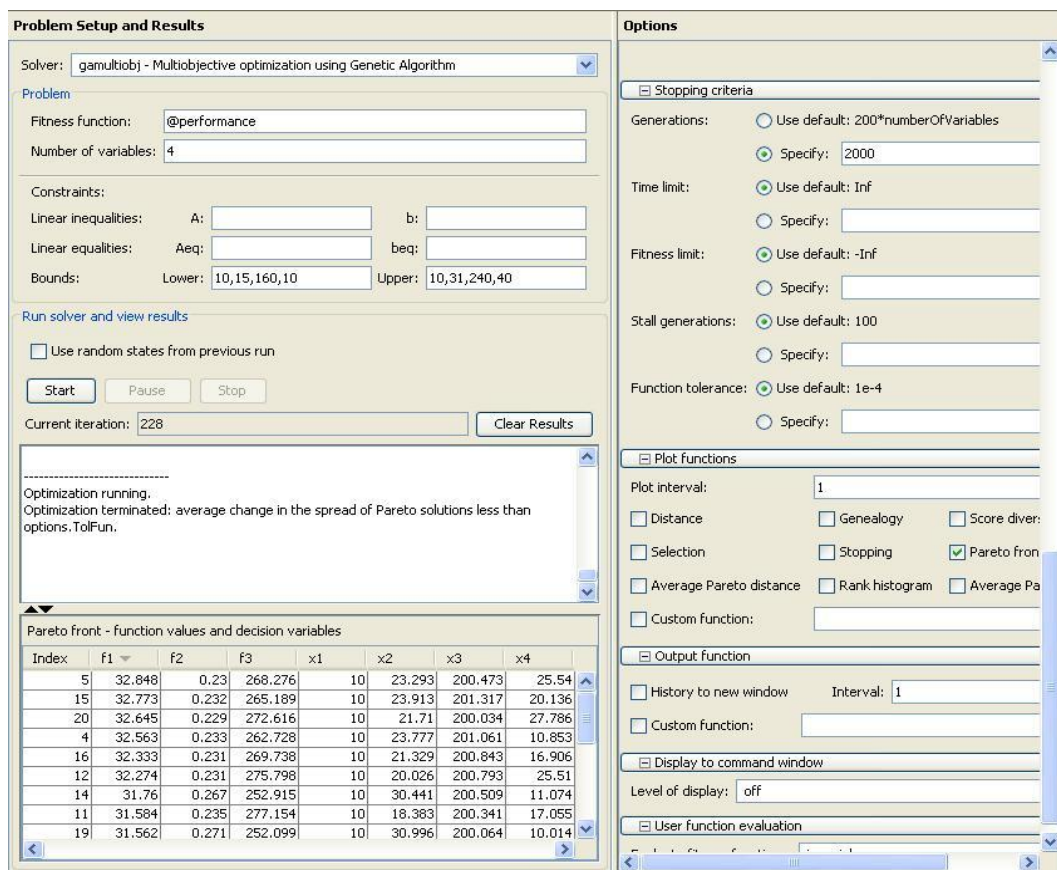 Problem Setup and Results
Solver: gamultiobj - Multiobjective optimization using Genetic Algorithm
Problem
Fitness function: @performance
Number of variables: 4
Constraints:
Linear inequalities: A: b:
Linear equalities: Aeq: beq:
Bounds: Lower: 10,15,160,10 Upper: 10,31,240,40
Run solver and view results
Use random states from previous run
Start Pause Stop
Current iteration: 228 Clear Results
------------------------------
Optimization running.
Optimization terminated: average change in the spread of Pareto solutions less than
options.TolFun.
Pareto front - function values and decision variables
Index f1 f2 f3 x1 x2 x3 x4
5 32.848 0.23 268.276 10 23.293 200.473 25.54
15 32.773 0.232 265.189 10 23.913 201.317 20.136
20 32.645 0.229 272.616 10 21.71 200.034 27.786
4 32.563 0.233 262.728 10 23.777 201.061 10.853
16 32.333 0.231 269.738 10 21.329 200.843 16.906
12 32.274 0.231 275.798 10 20.026 200.793 25.51
14 31.76 0.267 252.915 10 30.441 200.509 11.074
11 31.584 0.235 277.154 10 18.383 200.341 17.055
19 31.562 0.271 252.099 10 30.996 200.064 10.014
Options
Stopping criteria
Generations: Use default: 200*numberOfVariables
Specify: 2000
Time limit: Use default: Inf
Specify:
Fitness limit: Use default: -Inf
Specify:
Stall generations: Use default: 100
Specify:
Function tolerance: Use default: 1e-4
Specify:
Plot functions
Plot interval: 1
Distance Genealogy Score diver
Selection Stopping Pareto fron
Average Pareto distance Rank histogram Average Pa
Custom function:
Output function
History to new window Interval: 1
Custom function:
Display to command window
Level of display: off
User function evaluation